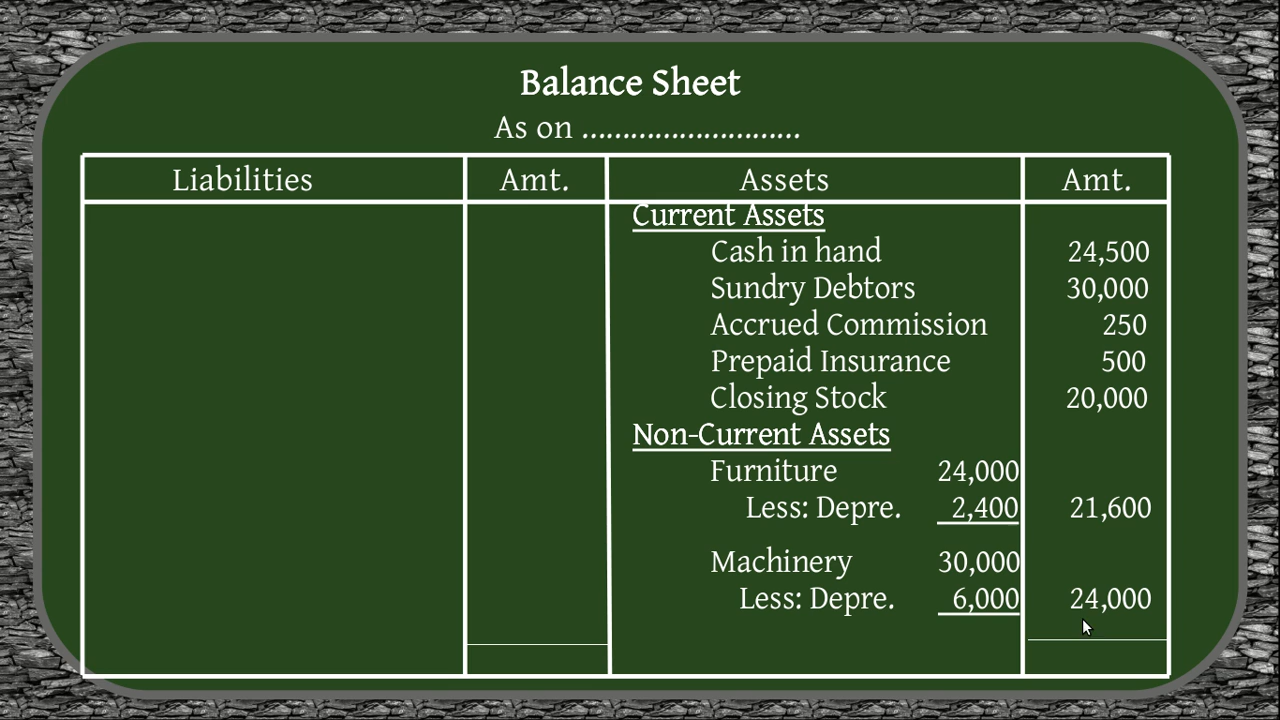 Balance Sheet
As on ...........................
Liabilities Amt. Assets Amt.
Current Assets
Cash in hand 24,500
Sundry Debtors 30,000
Accrued Commission 250
Prepaid Insurance 500
Closing Stock 20,000
Non-Current Assets
Furniture 24,000
Less: Depre. 2,400 21,600
Machinery 30,000
Less: Depre. 6,000 24,000